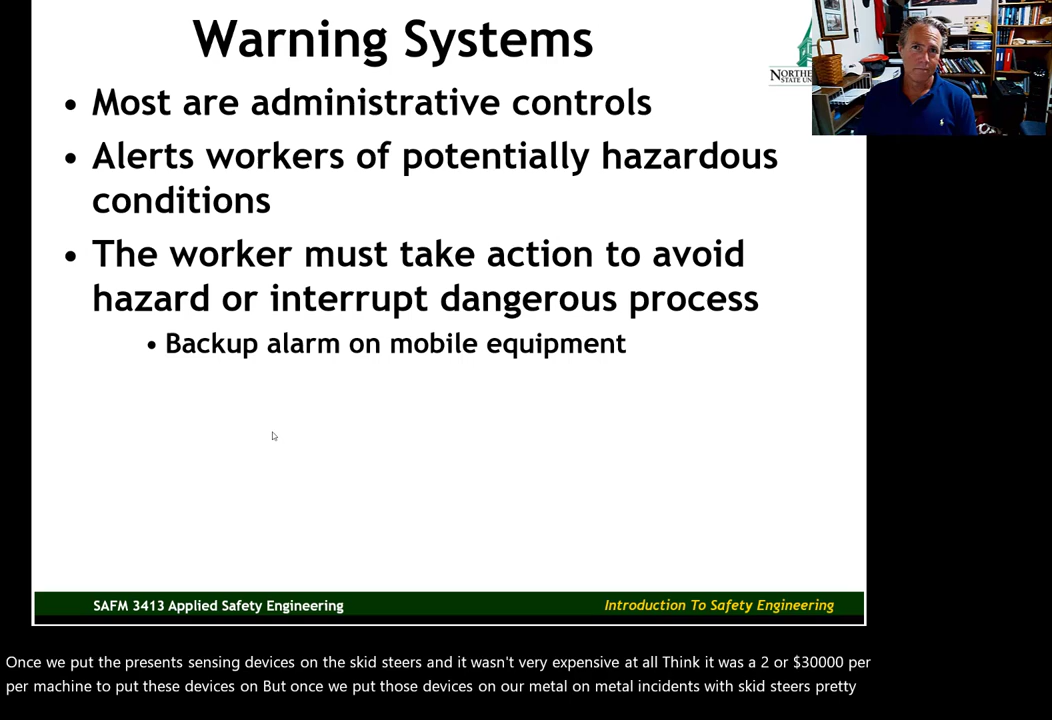 Warning Systems
NORTHE
STATE UN
• Most are administrative controls
• Alerts workers of potentially hazardous
conditions
• The worker must take action to avoid
hazard or interrupt dangerous process
• Backup alarm on mobile equipment
SAFM 3413 Applied Safety Engineering
Introduction To Safety Engineering
Once we put the presents sensing devices on the skid steers and it wasn't very expensive at all Think it was a 2 or $30000 per
per machine to put these devices on But once we put those devices on our metal on metal incidents with skid steers pretty